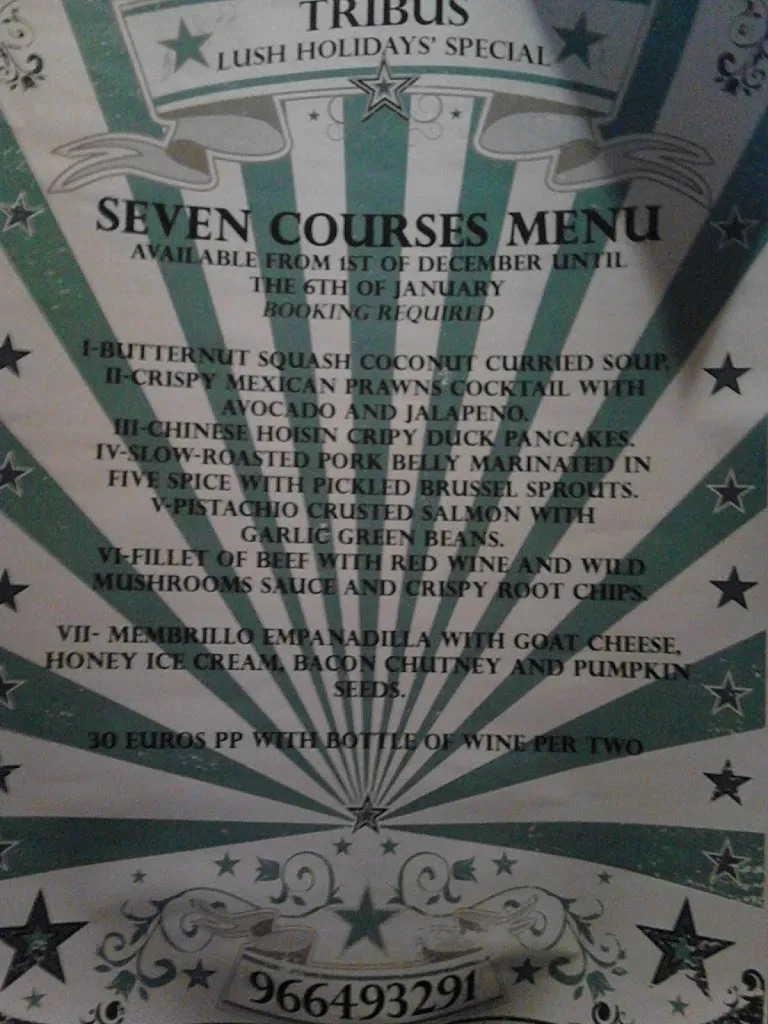 TRIBUS
LUSH HOLIDAYS' SPECIAL
SEVEN COURSES MENU
AVAILABLE FROM 1ST OF DECEMBER UNTIL
THE 6TH OF JANUARY
BOOKING REQUIRED
I-BUTTERNUT SQUASH COCONUT CURRIED SOUP.
II-CRISPY MEXICAN PRAWNS COCKTAIL WITH
AVOCADO AND JALAPENO.
III-CHINESE HOISIN CRIPY DUCK PANCAKES.
IV-SLOW-ROASTED PORK BELLY MARINATED IN
FIVE SPICE WITH PICKLED BRUSSEL SPROUTS.
V-PISTACHIO CRUSTED SALMON WITH
GARLIC GREEN BEANS.
VI-FILLET OF BEEF WITH RED WINE AND WILD
MUSHROOMS SAUCE AND CRISPY ROOT CHIPS.
VII- MEMBRILLO EMPANADILLA WITH GOAT CHEESE,
HONEY ICE CREAM, BACON CHUTNEY AND PUMPKIN
SEEDS.
30 EUROS PP WITH BOTTLE OF WINE PER TWO
966493291